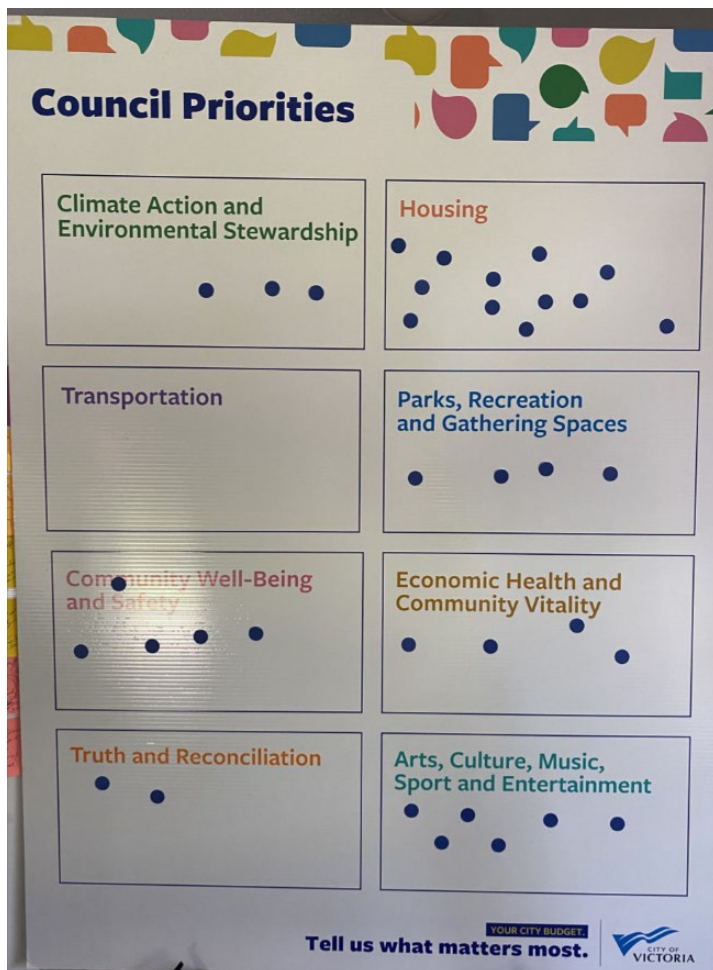 Council Priorities
Climate Action and
Environmental Stewardship
Housing
Transportation
Parks, Recreation
and Gathering Spaces
Community Well-Being
and Safety
Economic Health and
Community Vitality
Truth and Reconciliation
Arts, Culture, Music,
Sport and Entertainment
YOUR CITY BUDGET.
Tell us what matters most.
CITY OF
VICTORIA